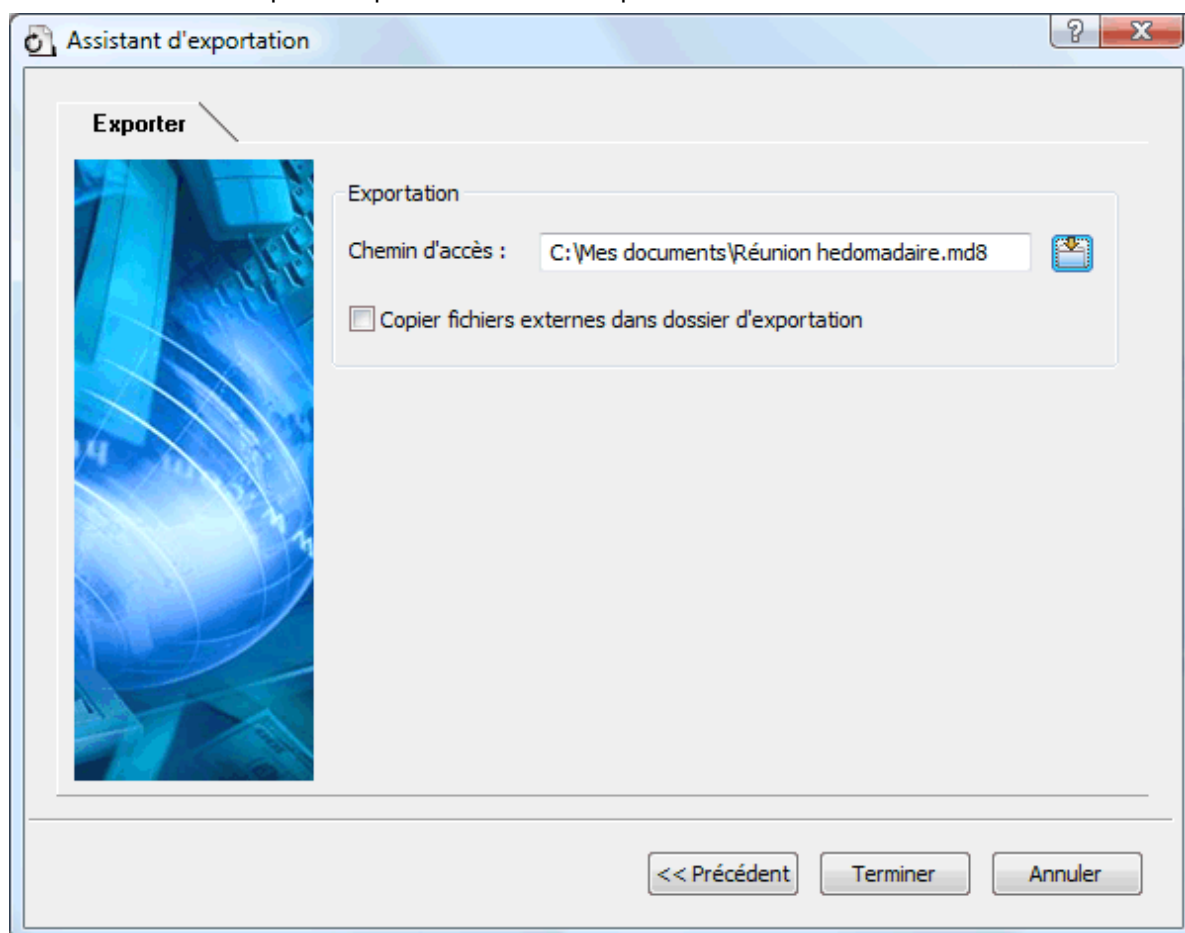 Assistant d'exportation
Exporter
Exportation
Chemin d'accès :
C:\Mes documents\Réunion hedomadaire.md8
Copier fichiers externes dans dossier d'exportation
<< Précédent
Terminer
Annuler